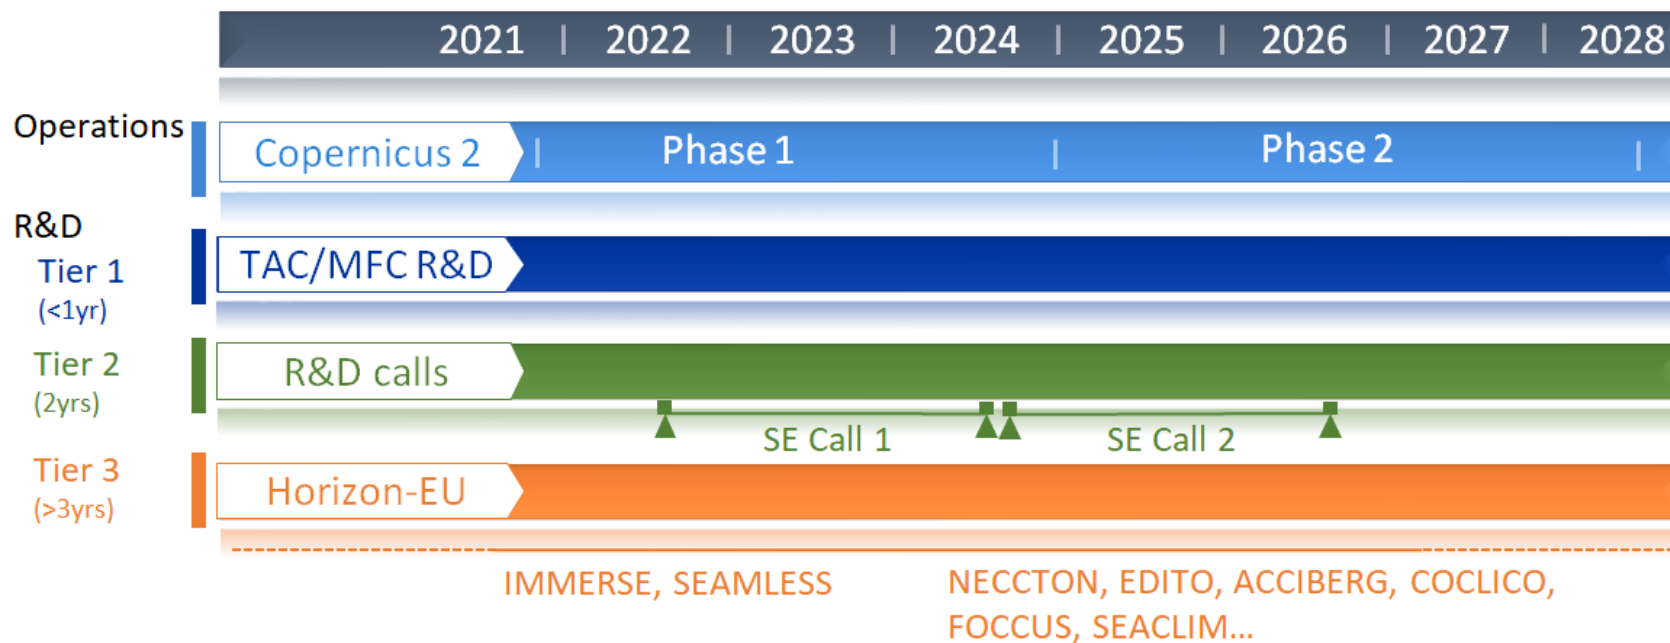 2021 | 2022 | 2023 | 2024 | 2025 | 2026 | 2027 | 2028
Operations
Copernicus 2
Phase 1
Phase 2
R&D
Tier 1
(<1yr)
TAC/MFC R&D
Tier 2
(2yrs)
R&D calls
SE Call 1
SE Call 2
Tier 3
(>3yrs)
Horizon-EU
IMMERSE, SEAMLESS
NECCTON, EDITO, ACCIBERG, COCLICO,
FOCCUS, SEACLIM...